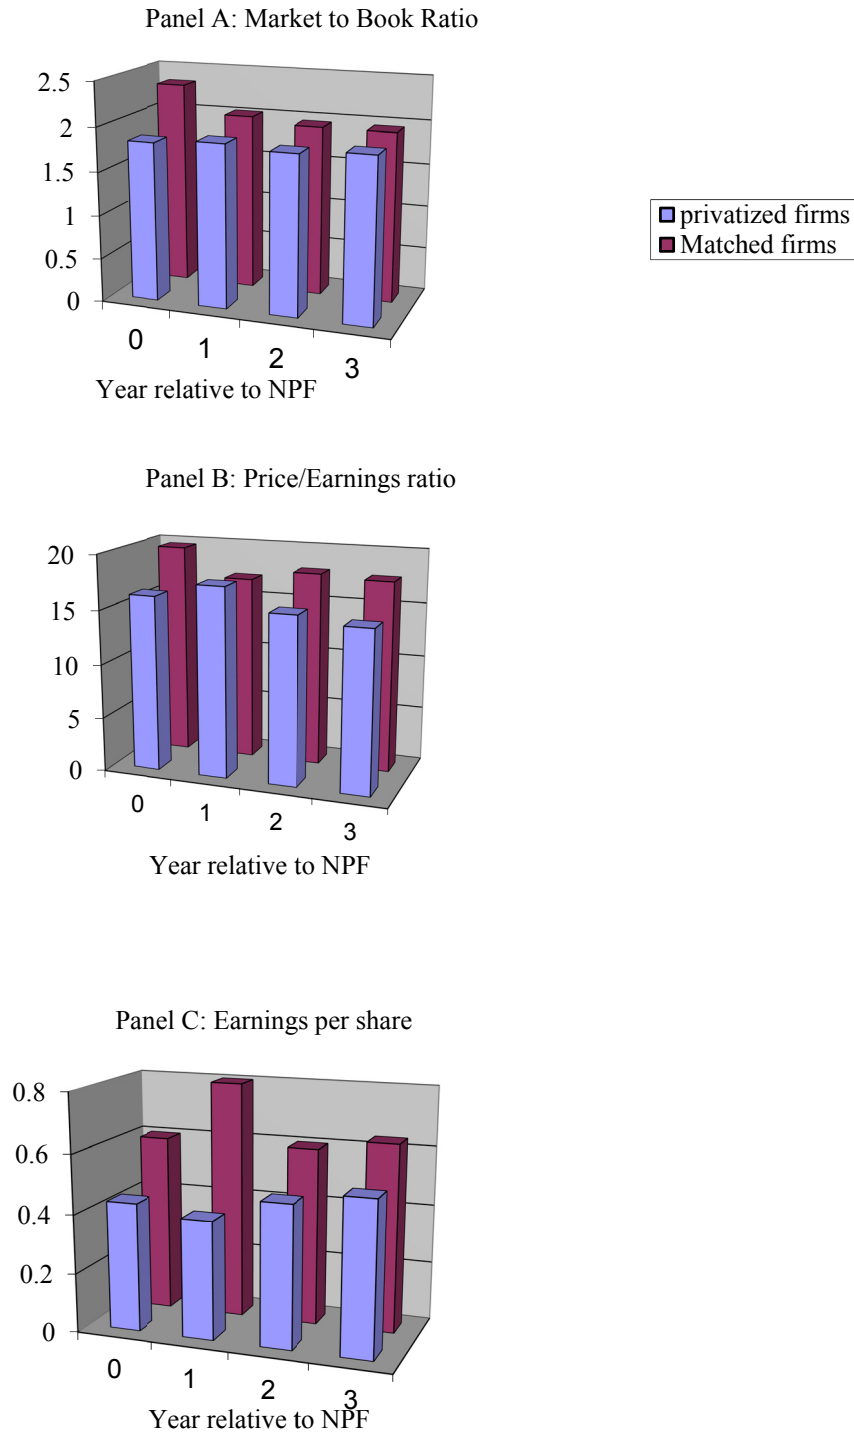 Panel A: Market to Book Ratio
2.5
2
1.5
1
0.5
0
0 1 2 3
Year relative to NPF
privatized firms
Matched firms
Panel B: Price/Earnings ratio
20
15
10
5
0
0 1 2 3
Year relative to NPF
Panel C: Earnings per share
0.8
0.6
0.4
0.2
0
0 1 2 3
Year relative to NPF